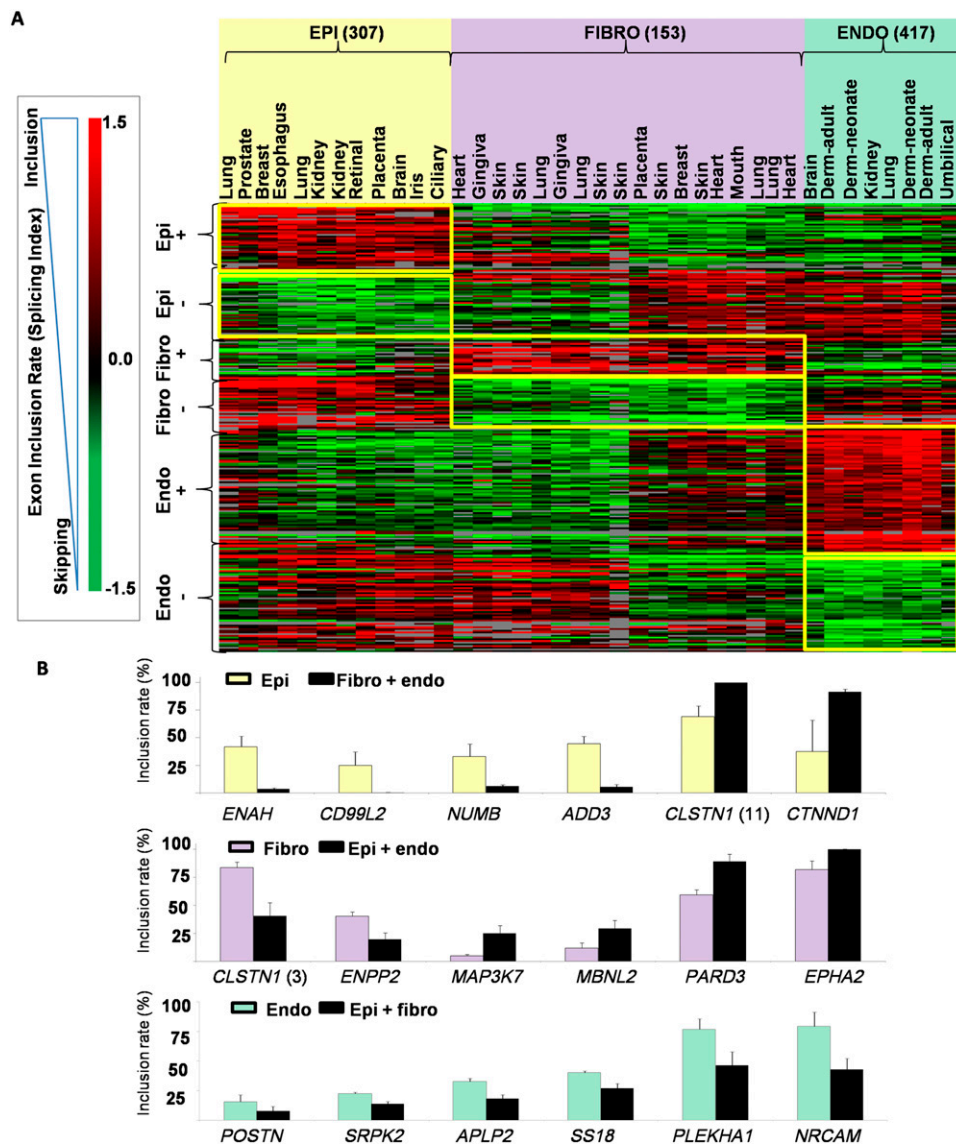 A
EPI (307) FIBRO (153) ENDO (417)
Lung
Prostate
Breast
Esophagus
Lung
Kidney
Kidney
Retinal
Placenta
Brain
Iris
Ciliary
Heart
Gingiva
Skin
Skin
Lung
Gingiva
Lung
Skin
Skin
Placenta
Skin
Breast
Skin
Heart
Mouth
Lung
Lung
Heart
Brain
Derm-adult
Derm-neonate
Kidney
Lung
Derm-neonate
Derm-adult
Umbilical
Exon Inclusion Rate (Splicing Index)
Inclusion
Skipping
1.5
0.0
-1.5
Epi +
Epi -
Fibro +
Fibro -
Endo +
Endo -
B
Inclusion rate (%)
100
75
50
25
Epi Fibro + endo
ENAH CD99L2 NUMB ADD3 CLSTN1 (11) CTNND1
Inclusion rate (%)
100
75
50
25
Fibro Epi + endo
CLSTN1 (3) ENPP2 MAP3K7 MBNL2 PARD3 EPHA2
Inclusion rate (%)
100
75
50
25
Endo Epi + fibro
POSTN SRPK2 APLP2 SS18 PLEKHA1 NRCAM